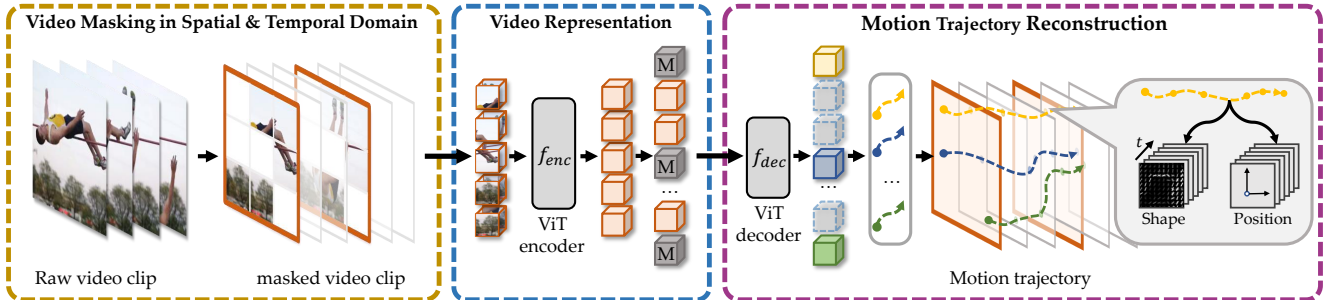 Video Masking in Spatial & Temporal Domain
Raw video clip
masked video clip
Video Representation
f_enc
ViT
encoder
M
M
...
M
Motion Trajectory Reconstruction
f_dec
ViT
decoder
...
...
Motion trajectory
t
Shape
Position